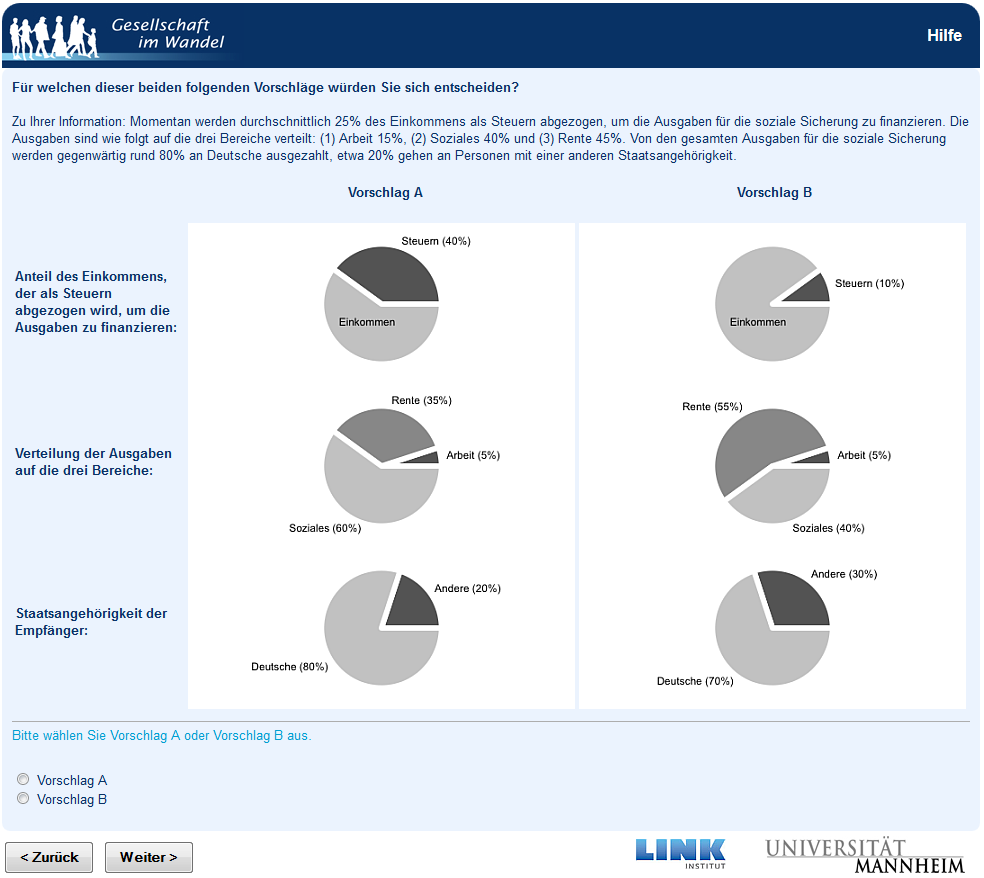 Gesellschaft
im Wandel
Hilfe
Für welchen dieser beiden folgenden Vorschläge würden Sie sich entscheiden?
Zu Ihrer Information: Momentan werden durchschnittlich 25% des Einkommens als Steuern abgezogen, um die Ausgaben für die soziale Sicherung zu finanzieren. Die
Ausgaben sind wie folgt auf die drei Bereiche verteilt: (1) Arbeit 15%, (2) Soziales 40% und (3) Rente 45%. Von den gesamten Ausgaben für die soziale Sicherung
werden gegenwärtig rund 80% an Deutsche ausgezahlt, etwa 20% gehen an Personen mit einer anderen Staatsangehörigkeit.
Vorschlag A
Vorschlag B
Anteil des Einkommens,
der als Steuern
abgezogen wird, um die
Ausgaben zu finanzieren:
Steuern (40%)
Einkommen
Steuern (10%)
Einkommen
Verteilung der Ausgaben
auf die drei Bereiche:
Rente (35%)
Arbeit (5%)
Soziales (60%)
Rente (55%)
Arbeit (5%)
Soziales (40%)
Staatsangehörigkeit der
Empfänger:
Andere (20%)
Deutsche (80%)
Andere (30%)
Deutsche (70%)
Bitte wählen Sie Vorschlag A oder Vorschlag B aus.
Vorschlag A
Vorschlag B
< Zurück
Weiter >
LINK
INSTITUT
UNIVERSITÄT
MANNHEIM